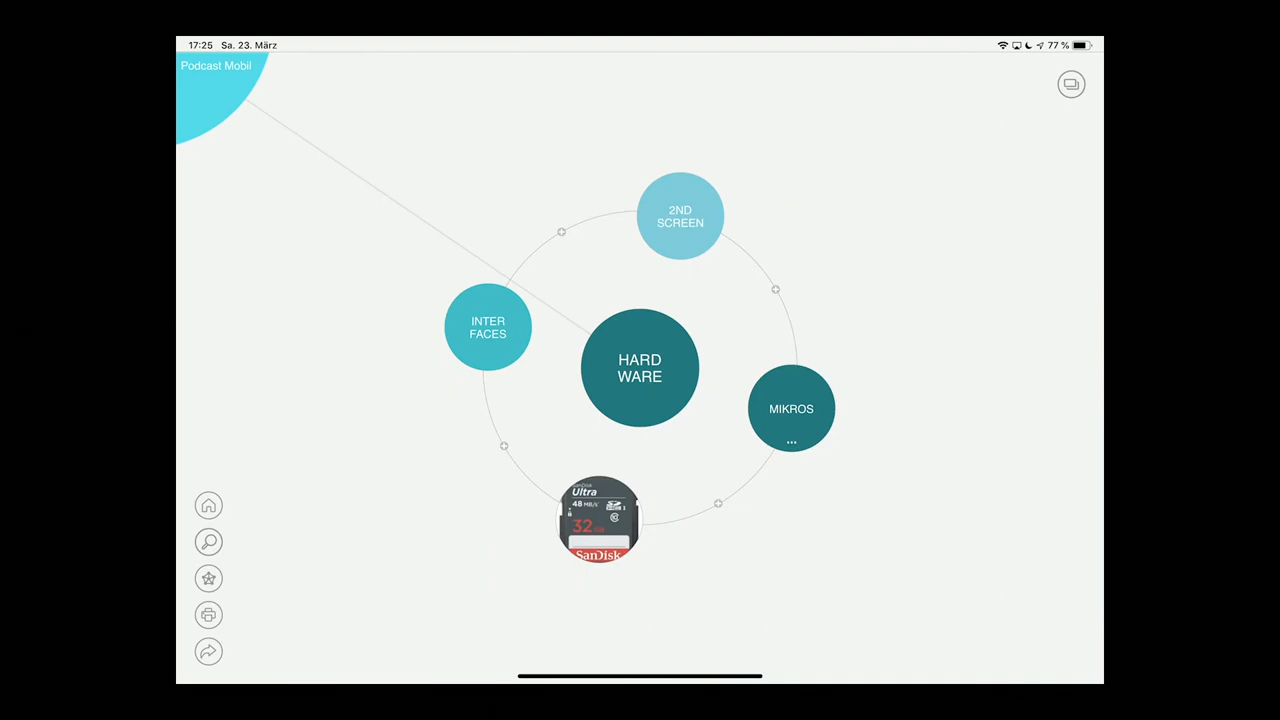 17:25 Sa. 23. März
77 %
Podcast Mobil
2ND
SCREEN
INTER
FACES
HARD
WARE
MIKROS
...
SanDisk
Ultra
48 MB/s
32
SanDisk